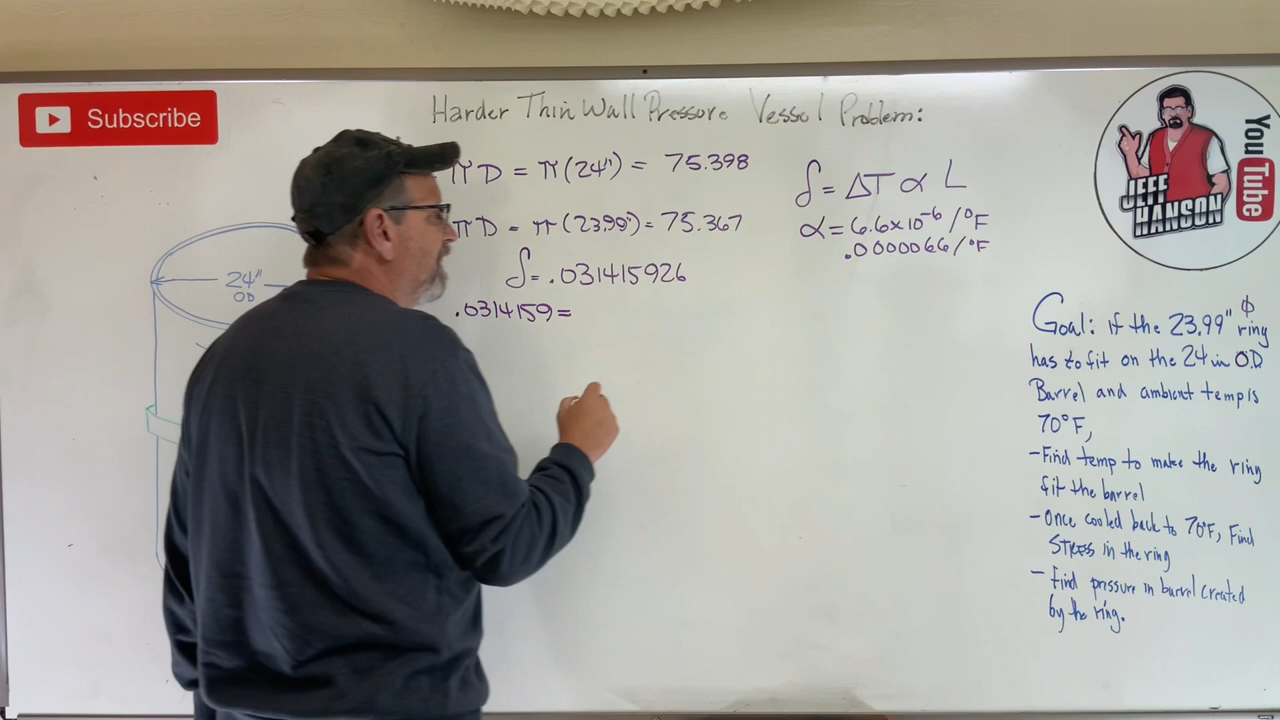 Subscribe
Harder Thin Wall Pressure Vessel Problem:
πD = π(24") = 75.398
πD = π(23.99") = 75.367
δ = .031415926
.0314159 =
δ = ΔT α L
α = 6.6x10⁻⁶ /°F
.0000066/°F
24"
OD
JEFF
HANSON
YouTube
Goal: if the 23.99" ϕ ring
has to fit on the 24 in O.D
Barrel and ambient temp is
70°F,
- Find temp to make the ring
fit the barrel
- Once cooled back to 70°F, Find
STRESS in the ring
- find pressure in barrel created
by the ring.